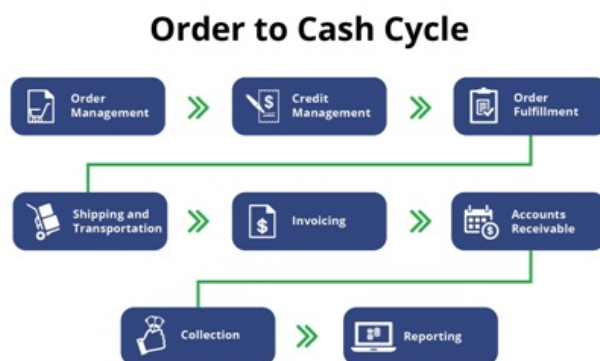 Order to Cash Cycle
Order
Management
Credit
Management
Order
Fulfillment
Shipping and
Transportation
Invoicing
Accounts
Receivable
Collection
Reporting